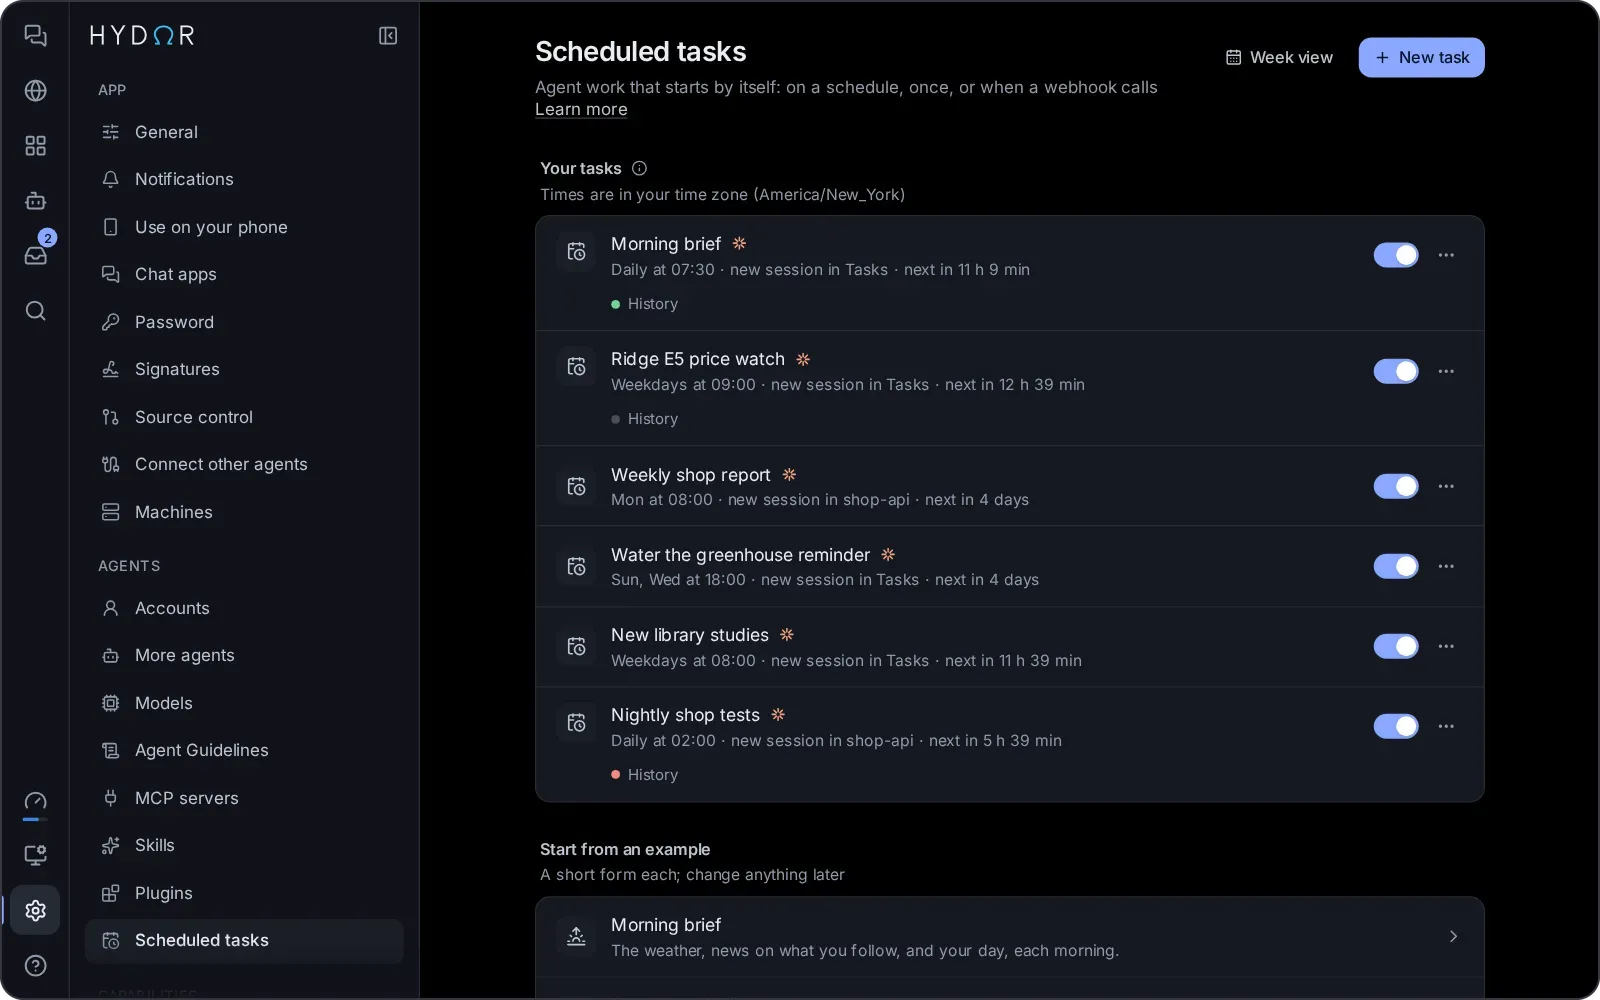 HYDΩR
APP
General
Notifications
Use on your phone
Chat apps
Password
Signatures
Source control
Connect other agents
Machines
AGENTS
Accounts
More agents
Models
Agent Guidelines
MCP servers
Skills
Plugins
Scheduled tasks
CAPABILITIES
2
Scheduled tasks
Agent work that starts by itself: on a schedule, once, or when a webhook calls
Learn more
Week view
+ New task
Your tasks
Times are in your time zone (America/New_York)
Morning brief
Daily at 07:30 · new session in Tasks · next in 11 h 9 min
History
Ridge E5 price watch
Weekdays at 09:00 · new session in Tasks · next in 12 h 39 min
History
Weekly shop report
Mon at 08:00 · new session in shop-api · next in 4 days
Water the greenhouse reminder
Sun, Wed at 18:00 · new session in Tasks · next in 4 days
New library studies
Weekdays at 08:00 · new session in Tasks · next in 11 h 39 min
Nightly shop tests
Daily at 02:00 · new session in shop-api · next in 5 h 39 min
History
Start from an example
A short form each; change anything later
Morning brief
The weather, news on what you follow, and your day, each morning.